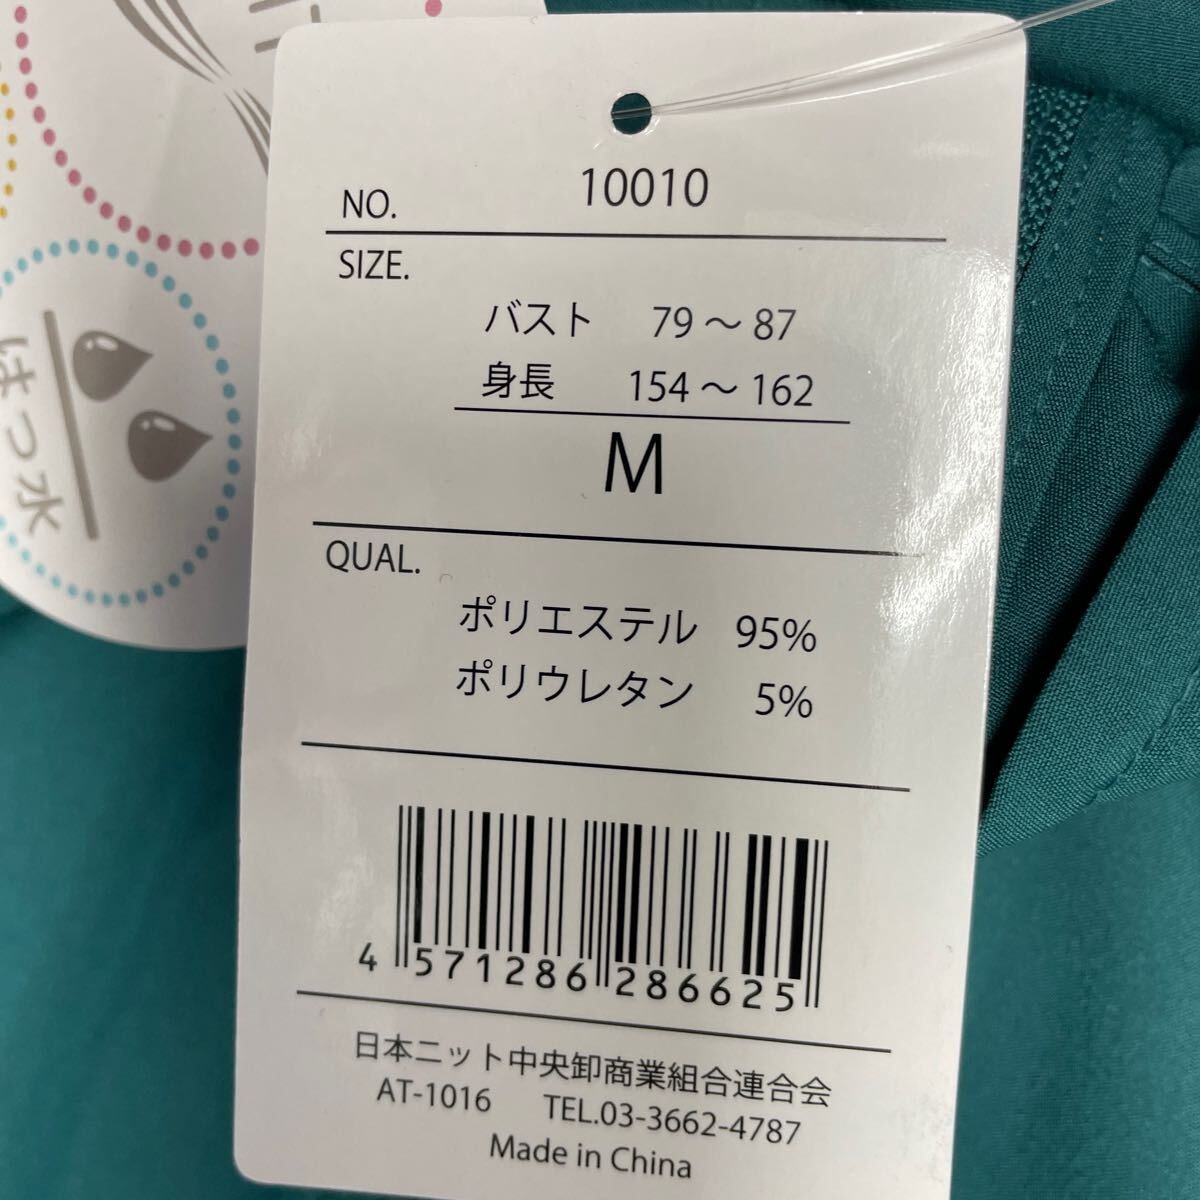 NO. 10010
SIZE.
バスト 79～87
身長 154～162
M
QUAL.
ポリエステル 95%
ポリウレタン 5%
4 571286 286625
日本ニット中央卸商業組合連合会
AT-1016 TEL.03-3662-4787
Made in China
はっ水